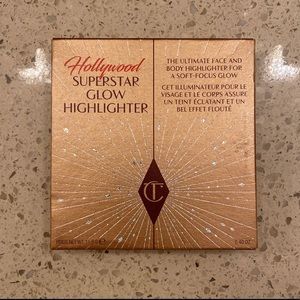 Hollywood
SUPERSTAR
GLOW
HIGHLIGHTER
THE ULTIMATE FACE AND
BODY HIGHLIGHTER FOR
A SOFT-FOCUS GLOW
CET ILLUMINATEUR POUR LE
VISAGE ET LE CORPS ASSURE
UN TEINT ÉCLATANT ET UN
BEL EFFET FLOUTÉ
CT